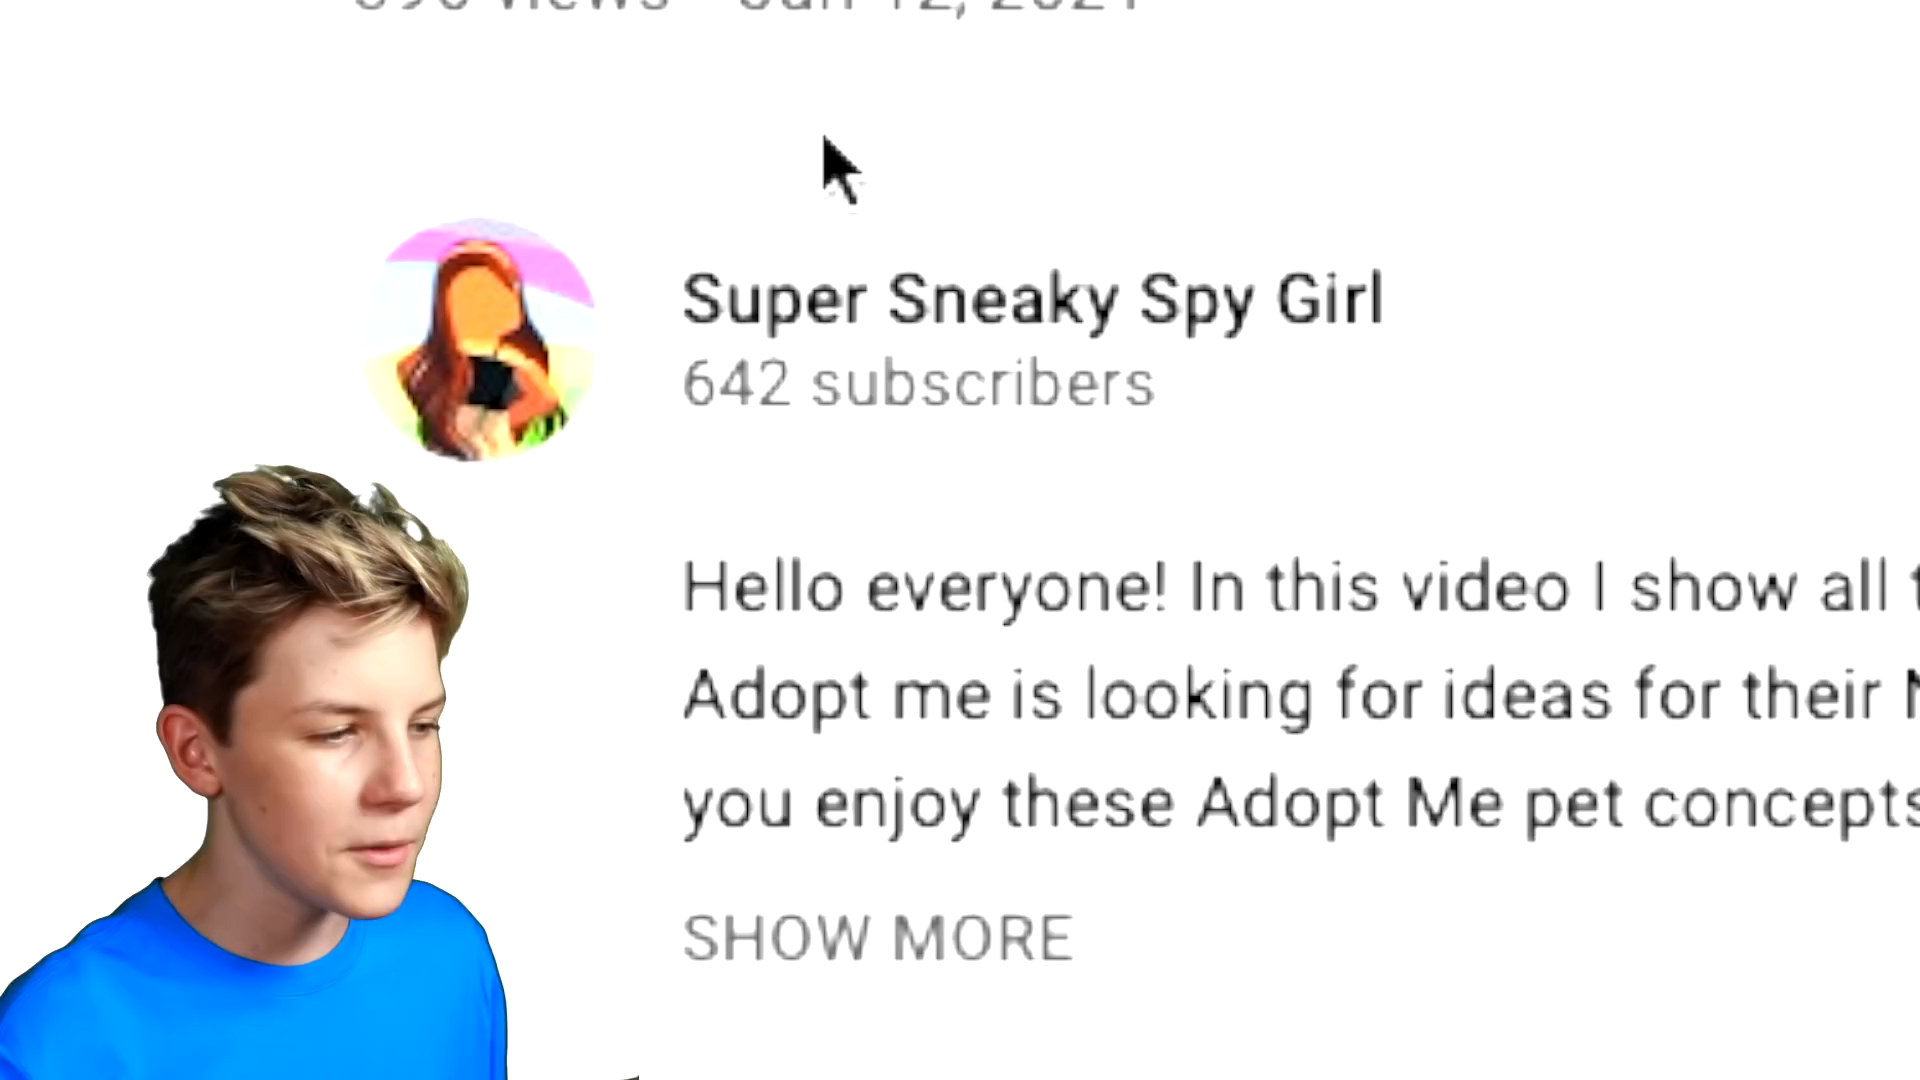 views
Super Sneaky Spy Girl
642 subscribers
Hello everyone! In this video I show all
Adopt me is looking for ideas for their
you enjoy these Adopt Me pet concepts
SHOW MORE